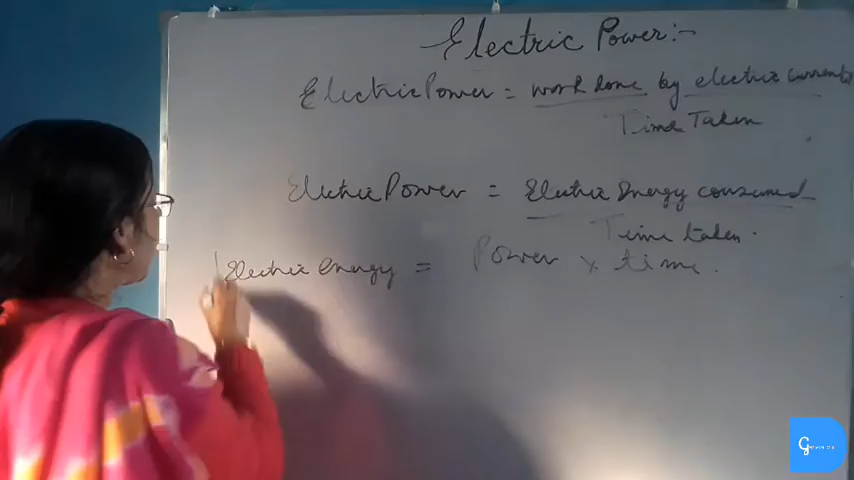 Electric Power :-
Electric Power = work done by electric current
Time Taken
Electric Power = Electric Energy consumed
Time taken.
Electric Energy = Power x time.